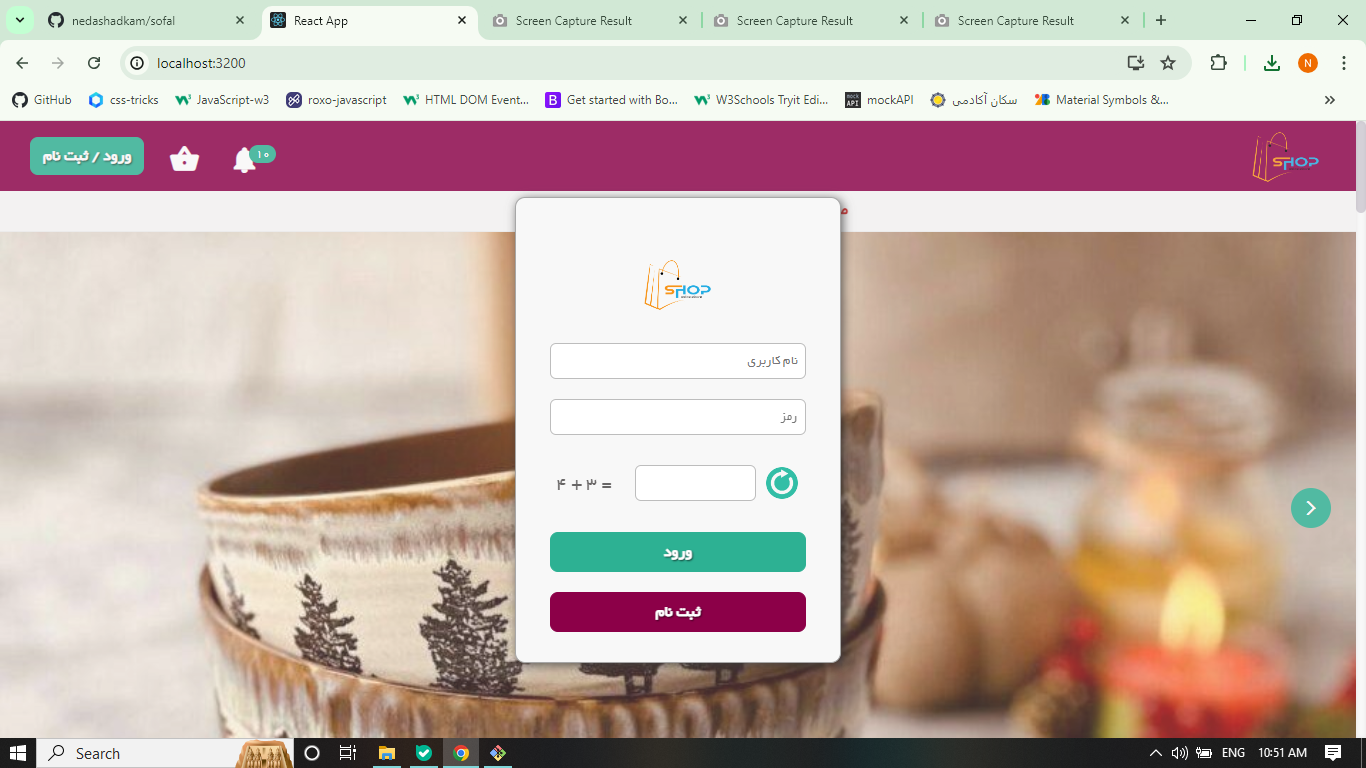 nedashadkam/sofal
React App
Screen Capture Result
Screen Capture Result
Screen Capture Result
localhost:3200
N
GitHub
css-tricks
JavaScript-w3
roxo-javascript
HTML DOM Event...
Get started with Bo...
W3Schools Tryit Edi...
mockAPI
سکان آکادمی
Material Symbols &...
ورود / ثبت نام
۱۰
SHOP
SHOP
نام کاربری
رمز
۴ + ۳ =
ورود
ثبت نام
Search
ENG
10:51 AM